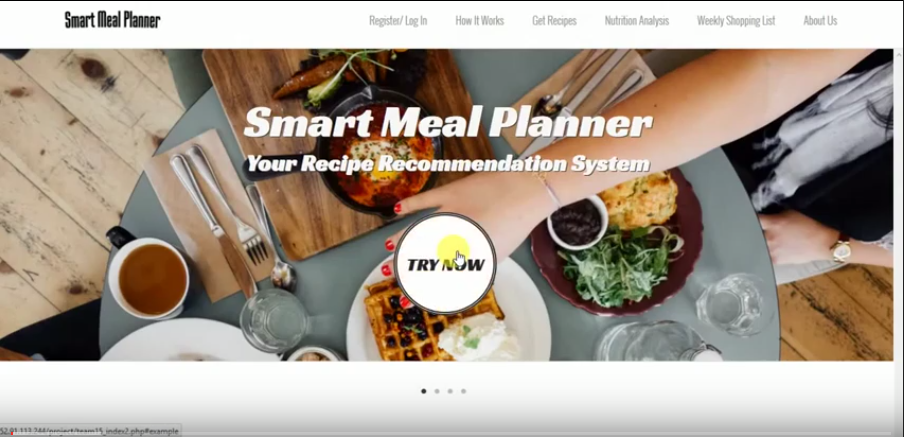 Smart Meal Planner
Register/ Log In How It Works Get Recipes Nutrition Analysis Weekly Shopping List About Us
Smart Meal Planner
Your Recipe Recommendation System
TRY NOW
52.91.113.244/project/team15_index2.php#example